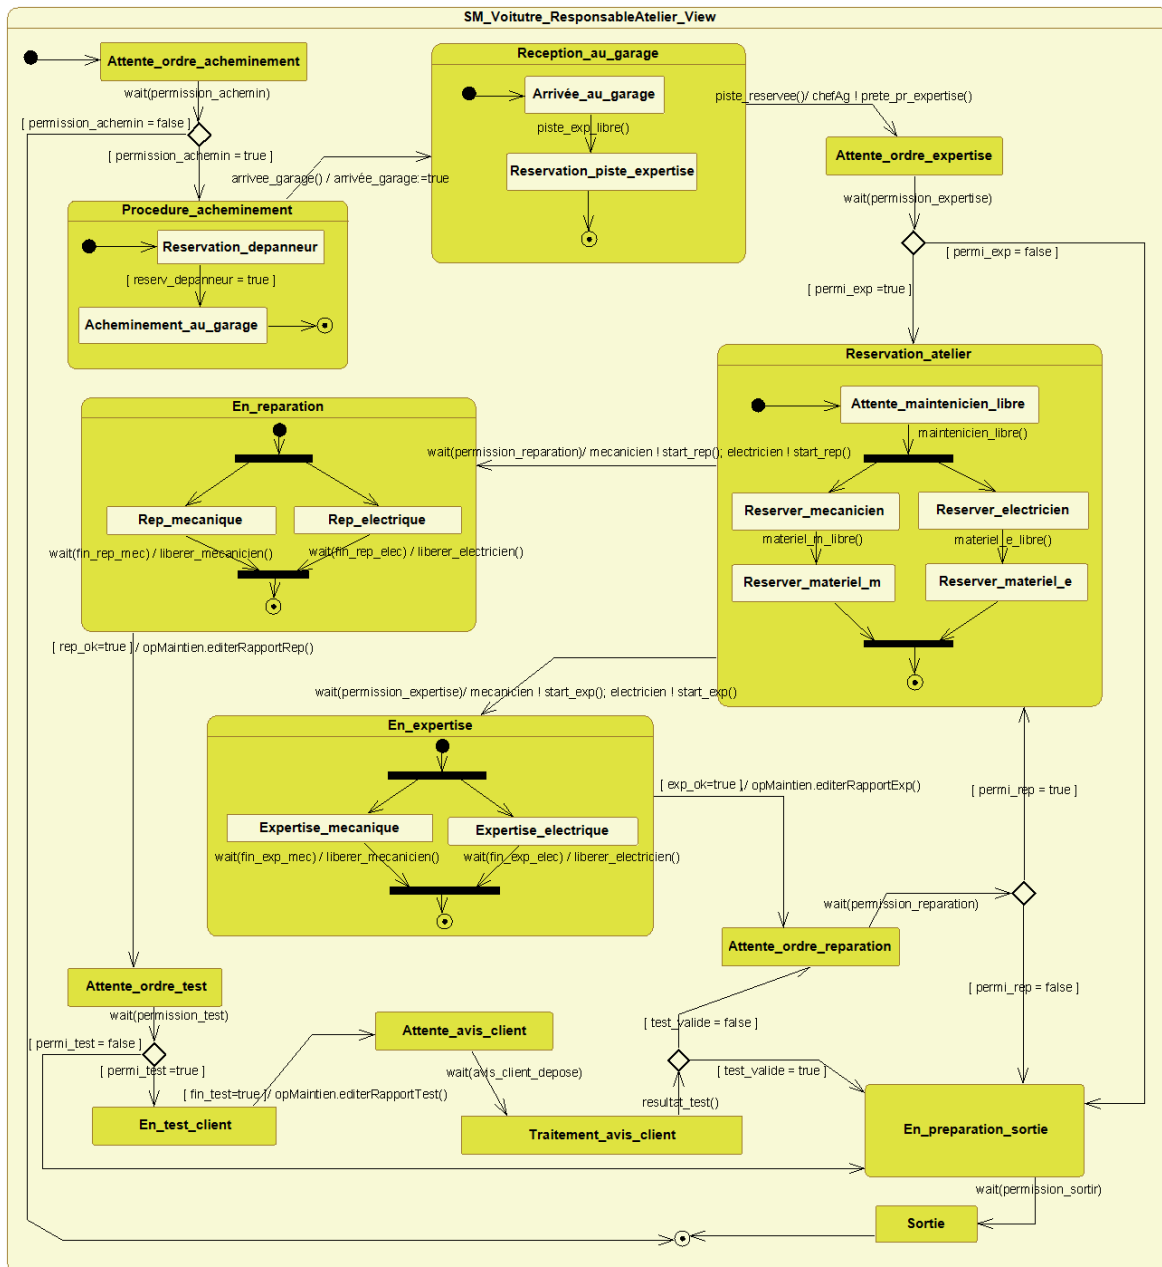 SM_Voitutre_ResponsableAtelier_View
Attente_ordre_acheminement
wait(permission_achemin)
[ permission_achemin = false ]
[ permission_achemin = true ]
Reception_au_garage
Arrivée_au_garage
piste_exp_libre()
Reservation_piste_expertise
piste_reservee()/ chefAg ! prete_pr_expertise()
Attente_ordre_expertise
wait(permission_expertise)
[ permi_exp = false ]
[ permi_exp =true ]
arrivee_garage() / arrivée_garage:=true
Procedure_acheminement
Reservation_depanneur
[ reserv_depanneur = true ]
Acheminement_au_garage
Reservation_atelier
Attente_maintenicien_libre
maintenicien_libre()
Reserver_mecanicien
Reserver_electricien
materiel_m_libre()
materiel_e_libre()
Reserver_materiel_m
Reserver_materiel_e
En_reparation
wait(permission_reparation)/ mecanicien ! start_rep(); electricien ! start_rep()
Rep_mecanique
Rep_electrique
wait(fin_rep_mec) / liberer_mecanicien()
wait(fin_rep_elec) / liberer_electricien()
[ rep_ok=true ]/ opMaintien.editerRapportRep()
wait(permission_expertise)/ mecanicien ! start_exp(); electricien ! start_exp()
En_expertise
Expertise_mecanique
Expertise_electrique
wait(fin_exp_mec) / liberer_mecanicien()
wait(fin_exp_elec) / liberer_electricien()
[ exp_ok=true ]/ opMaintien.editerRapportExp()
[ permi_rep = true ]
wait(permission_reparation)
Attente_ordre_reparation
[ permi_rep = false ]
Attente_ordre_test
wait(permission_test)
[ permi_test = false ]
[ permi_test =true ]
Attente_avis_client
[ test_valide = false ]
wait(avis_client_depose)
[ test_valide = true ]
[ fin_test=true ]/ opMaintien.editerRapportTest()
resultat_test()
En_test_client
Traitement_avis_client
En_preparation_sortie
wait(permission_sortir)
Sortie